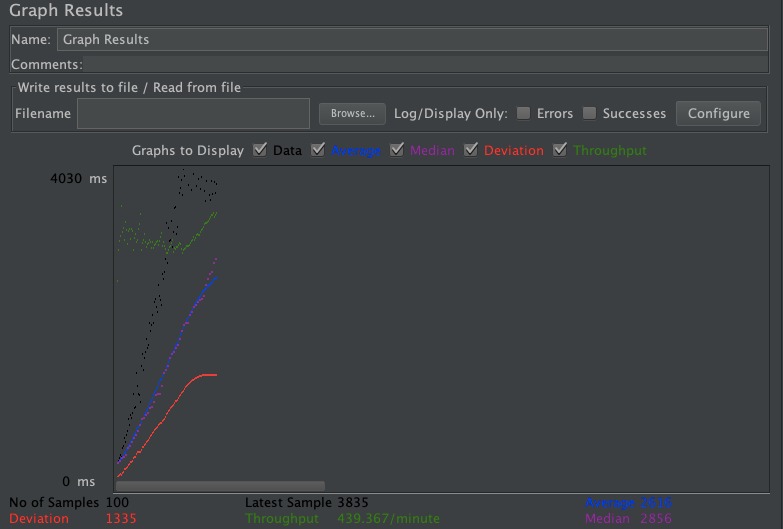 Graph Results
Name: Graph Results
Comments:
Write results to file / Read from file
Filename Browse... Log/Display Only: Errors Successes Configure
Graphs to Display Data Average Median Deviation Throughput
4030 ms
0 ms
No of Samples 100 Latest Sample 3835 Average 2616
Deviation 1335 Throughput 439.367/minute Median 2856